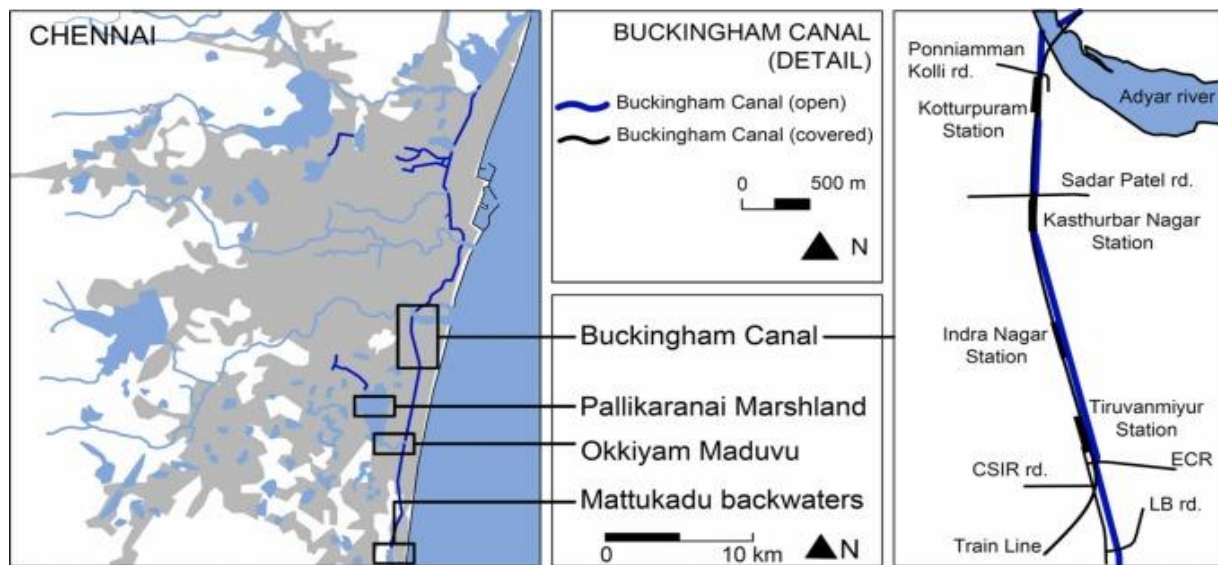 CHENNAI
BUCKINGHAM CANAL
(DETAIL)
Buckingham Canal (open)
Buckingham Canal (covered)
0 500 m
N
Buckingham Canal
Pallikaranai Marshland
Okkiyam Maduvu
Mattukadu backwaters
0 10 km
N
Ponniamman
Kolli rd.
Adyar river
Kotturpuram
Station
Sadar Patel rd.
Kasthurbar Nagar
Station
Indra Nagar
Station
Tiruvanmiyur
Station
CSIR rd.
ECR
LB rd.
Train Line